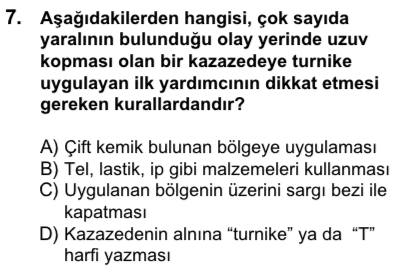 7. Aşağıdakilerden hangisi, çok sayıda
yaralının bulunduğu olay yerinde uzuv
kopması olan bir kazazedeye turnike
uygulayan ilk yardımcının dikkat etmesi
gereken kurallardandır?
A) Çift kemik bulunan bölgeye uygulaması
B) Tel, lastik, ip gibi malzemeleri kullanması
C) Uygulanan bölgenin üzerini sargı bezi ile
kapatması
D) Kazazedenin alnına “turnike” ya da “T”
harfi yazması